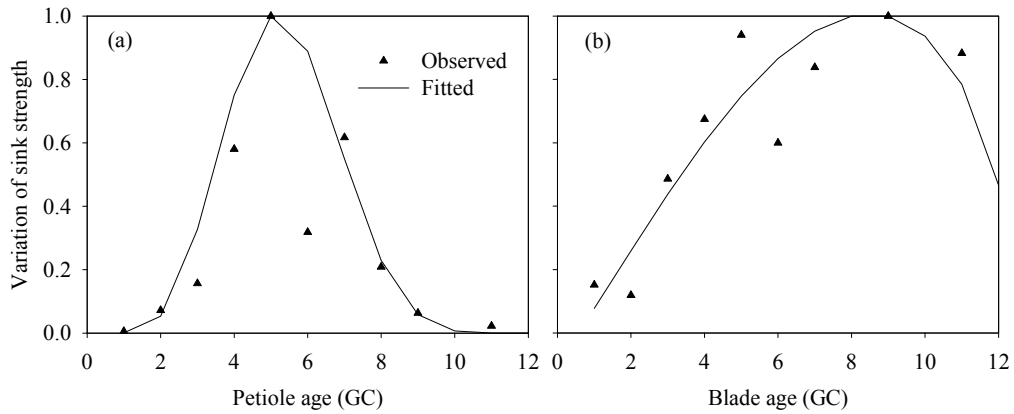 Variation of sink strength
1.0
0.8
0.6
0.4
0.2
0.0
(a)
Observed
Fitted
0 2 4 6 8 10 12
Petiole age (GC)
(b)
0 2 4 6 8 10 12
Blade age (GC)